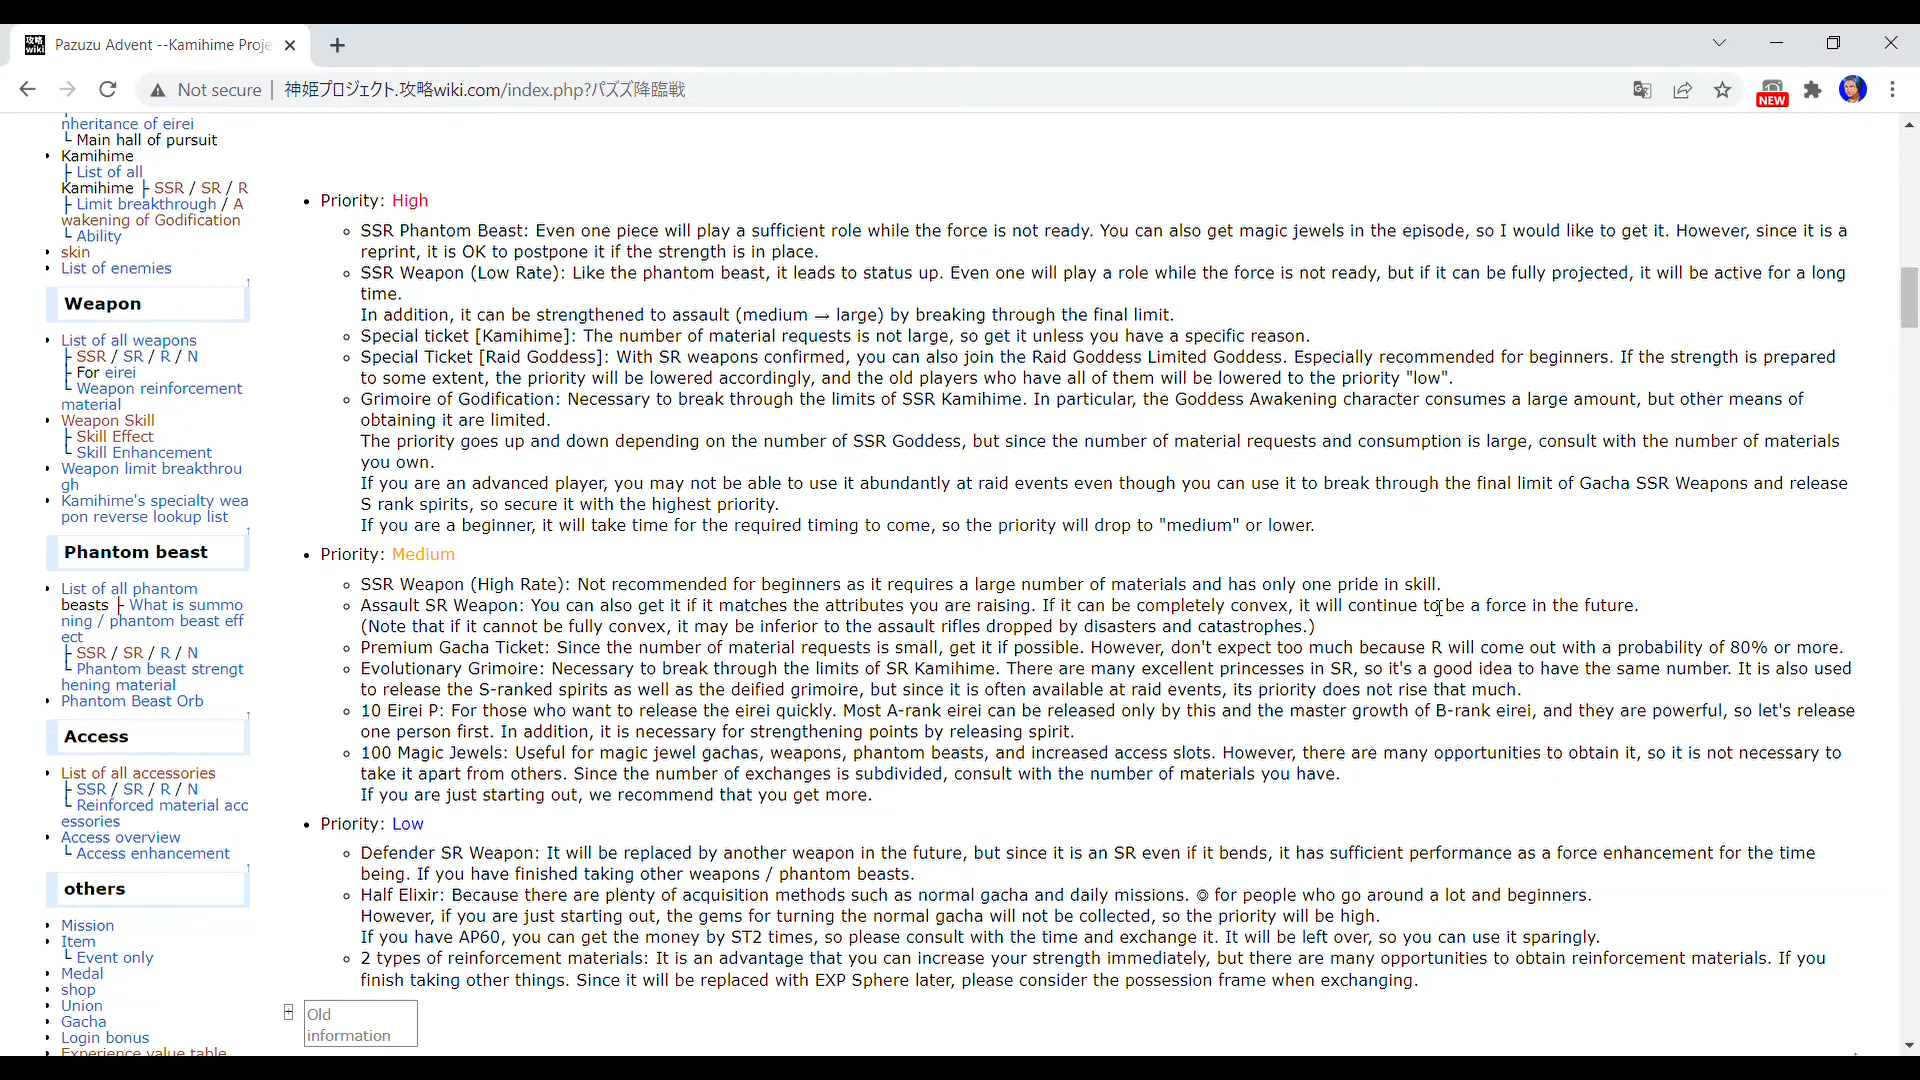 Pazuzu Advent --Kamihime Proje
Not secure
神姫プロジェクト.攻略wiki.com/index.php?パズズ降臨戦
NEW
nheritance of eirei
└ Main hall of pursuit
Kamihime
├ List of all
Kamihime ├ SSR / SR / R
├ Limit breakthrough / A
wakening of Godification
└ Ability
skin
List of enemies
↑
Weapon
List of all weapons
├ SSR / SR / R / N
├ For eirei
└ Weapon reinforcement
material
Weapon Skill
├ Skill Effect
└ Skill Enhancement
Weapon limit breakthrou
gh
Kamihime's specialty wea
pon reverse lookup list
↑
Phantom beast
List of all phantom
beasts ├ What is summo
ning / phantom beast eff
ect
├ SSR / SR / R / N
└ Phantom beast strengt
hening material
Phantom Beast Orb
↑
Access
List of all accessories
├ SSR / SR / R / N
└ Reinforced material acc
essories
Access overview
└ Access enhancement
↑
others
Mission
Item
└ Event only
Medal
shop
Union
Gacha
Login bonus
Experience value table
• Priority: High
SSR Phantom Beast: Even one piece will play a sufficient role while the force is not ready. You can also get magic jewels in the episode, so I would like to get it. However, since it is a
reprint, it is OK to postpone it if the strength is in place.
SSR Weapon (Low Rate): Like the phantom beast, it leads to status up. Even one will play a role while the force is not ready, but if it can be fully projected, it will be active for a long
time.
In addition, it can be strengthened to assault (medium → large) by breaking through the final limit.
Special ticket [Kamihime]: The number of material requests is not large, so get it unless you have a specific reason.
Special Ticket [Raid Goddess]: With SR weapons confirmed, you can also join the Raid Goddess Limited Goddess. Especially recommended for beginners. If the strength is prepared
to some extent, the priority will be lowered accordingly, and the old players who have all of them will be lowered to the priority "low".
Grimoire of Godification: Necessary to break through the limits of SSR Kamihime. In particular, the Goddess Awakening character consumes a large amount, but other means of
obtaining it are limited.
The priority goes up and down depending on the number of SSR Goddess, but since the number of material requests and consumption is large, consult with the number of materials
you own.
If you are an advanced player, you may not be able to use it abundantly at raid events even though you can use it to break through the final limit of Gacha SSR Weapons and release
S rank spirits, so secure it with the highest priority.
If you are a beginner, it will take time for the required timing to come, so the priority will drop to "medium" or lower.
• Priority: Medium
SSR Weapon (High Rate): Not recommended for beginners as it requires a large number of materials and has only one pride in skill.
Assault SR Weapon: You can also get it if it matches the attributes you are raising. If it can be completely convex, it will continue to be a force in the future.
(Note that if it cannot be fully convex, it may be inferior to the assault rifles dropped by disasters and catastrophes.)
Premium Gacha Ticket: Since the number of material requests is small, get it if possible. However, don't expect too much because R will come out with a probability of 80% or more.
Evolutionary Grimoire: Necessary to break through the limits of SR Kamihime. There are many excellent princesses in SR, so it's a good idea to have the same number. It is also used
to release the S-ranked spirits as well as the deified grimoire, but since it is often available at raid events, its priority does not rise that much.
10 Eirei P: For those who want to release the eirei quickly. Most A-rank eirei can be released only by this and the master growth of B-rank eirei, and they are powerful, so let's release
one person first. In addition, it is necessary for strengthening points by releasing spirit.
100 Magic Jewels: Useful for magic jewel gachas, weapons, phantom beasts, and increased access slots. However, there are many opportunities to obtain it, so it is not necessary to
take it apart from others. Since the number of exchanges is subdivided, consult with the number of materials you have.
If you are just starting out, we recommend that you get more.
• Priority: Low
Defender SR Weapon: It will be replaced by another weapon in the future, but since it is an SR even if it bends, it has sufficient performance as a force enhancement for the time
being. If you have finished taking other weapons / phantom beasts.
Half Elixir: Because there are plenty of acquisition methods such as normal gacha and daily missions. ◎ for people who go around a lot and beginners.
However, if you are just starting out, the gems for turning the normal gacha will not be collected, so the priority will be high.
If you have AP60, you can get the money by ST2 times, so please consult with the time and exchange it. It will be left over, so you can use it sparingly.
2 types of reinforcement materials: It is an advantage that you can increase your strength immediately, but there are many opportunities to obtain reinforcement materials. If you
finish taking other things. Since it will be replaced with EXP Sphere later, please consider the possession frame when exchanging.
Old
information